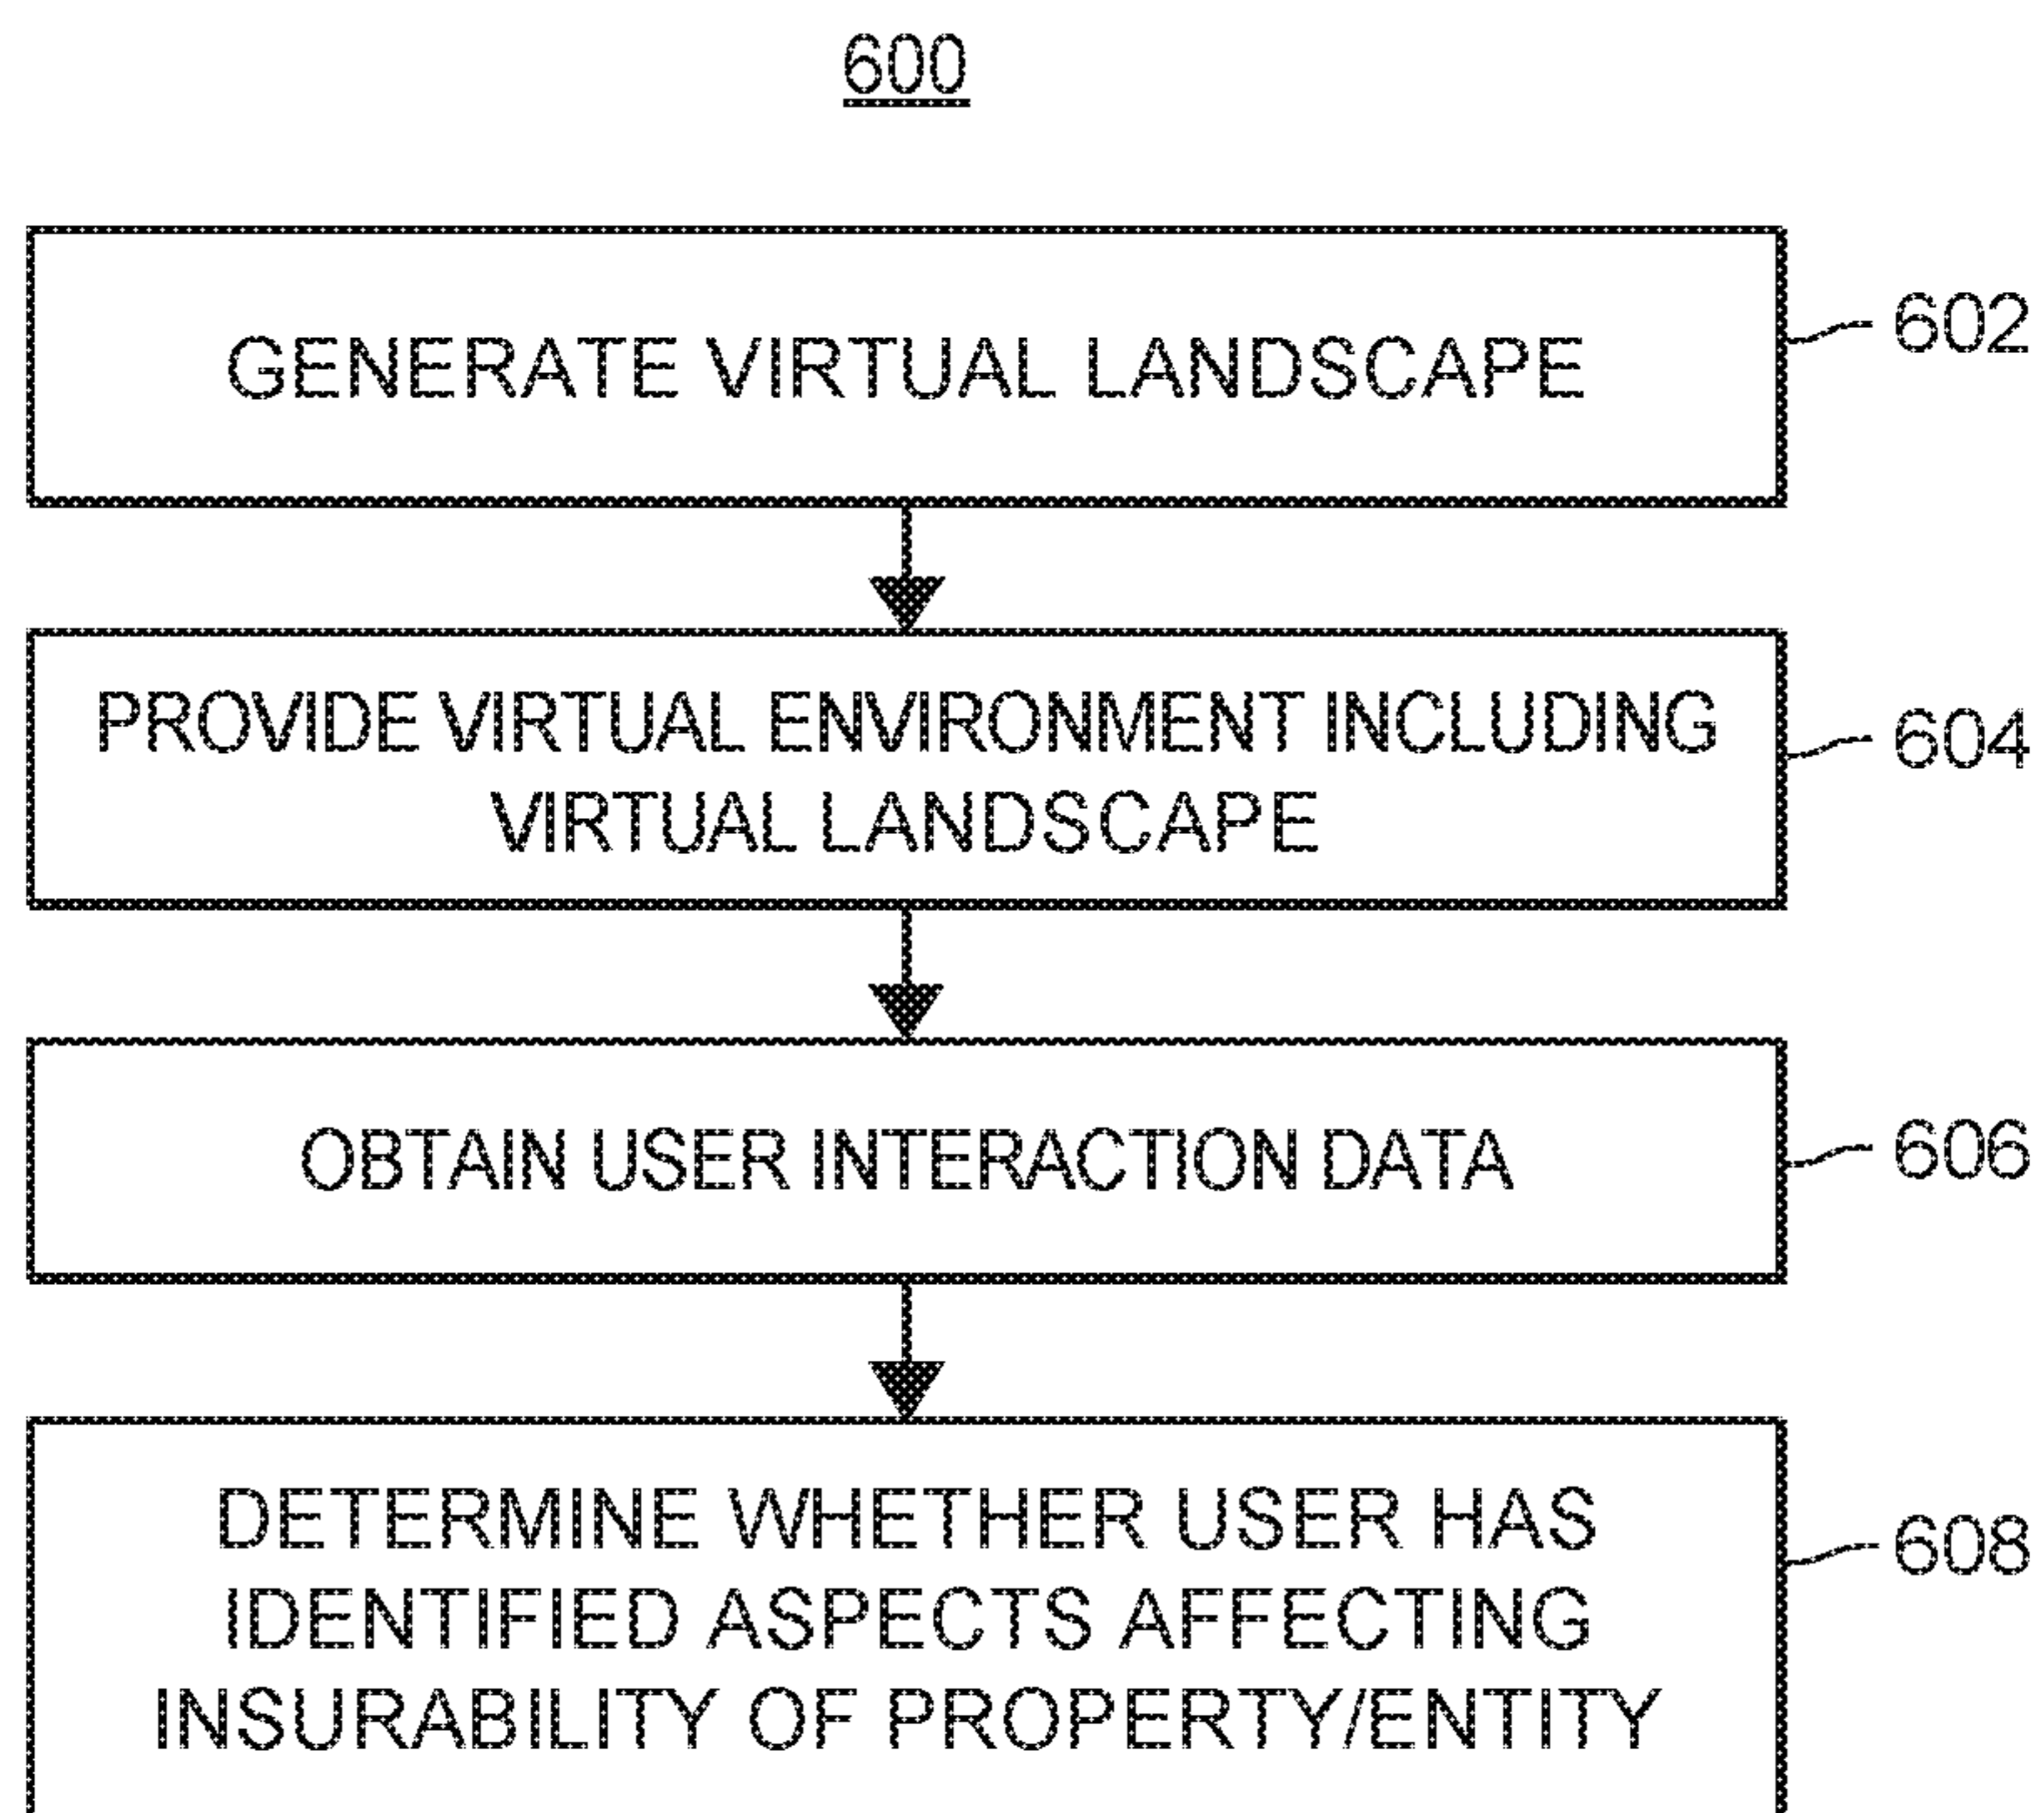 600
GENERATE VIRTUAL LANDSCAPE
602
PROVIDE VIRTUAL ENVIRONMENT INCLUDING
VIRTUAL LANDSCAPE
604
OBTAIN USER INTERACTION DATA
606
DETERMINE WHETHER USER HAS
IDENTIFIED ASPECTS AFFECTING
INSURABILITY OF PROPERTY/ENTITY
608